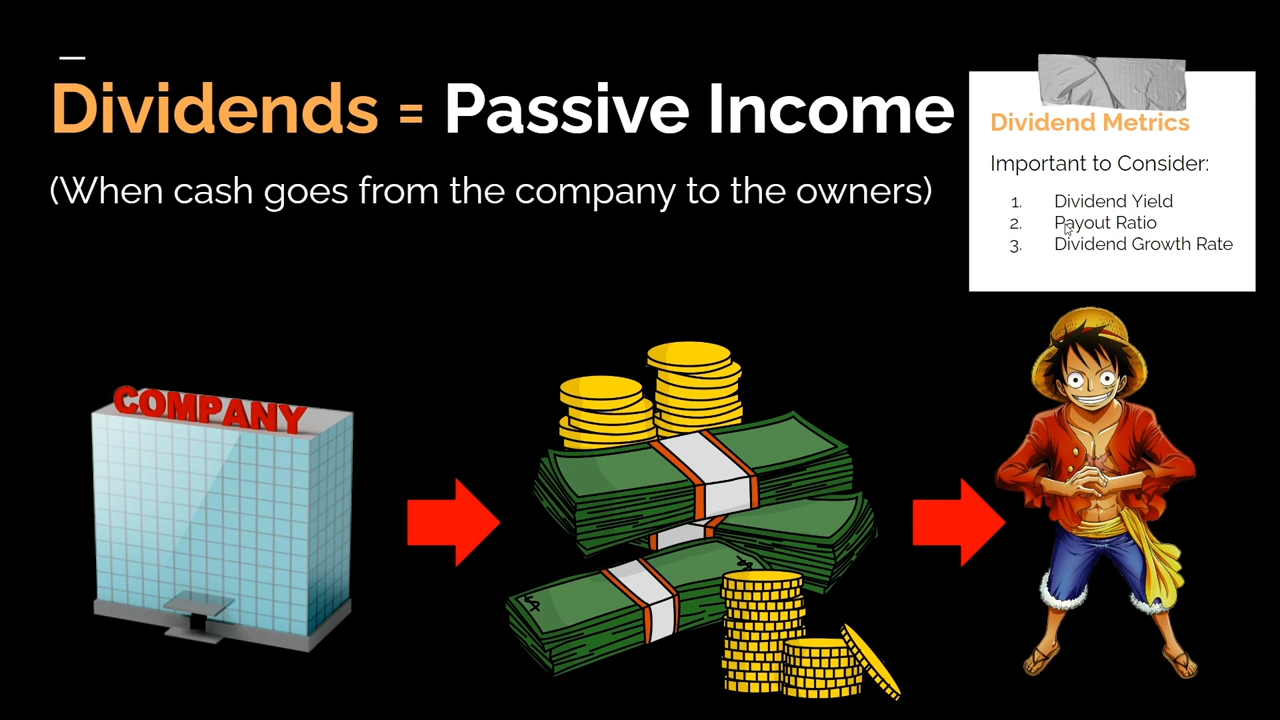 Dividends = Passive Income
(When cash goes from the company to the owners)
Dividend Metrics
Important to Consider:
1. Dividend Yield
2. Payout Ratio
3. Dividend Growth Rate
COMPANY